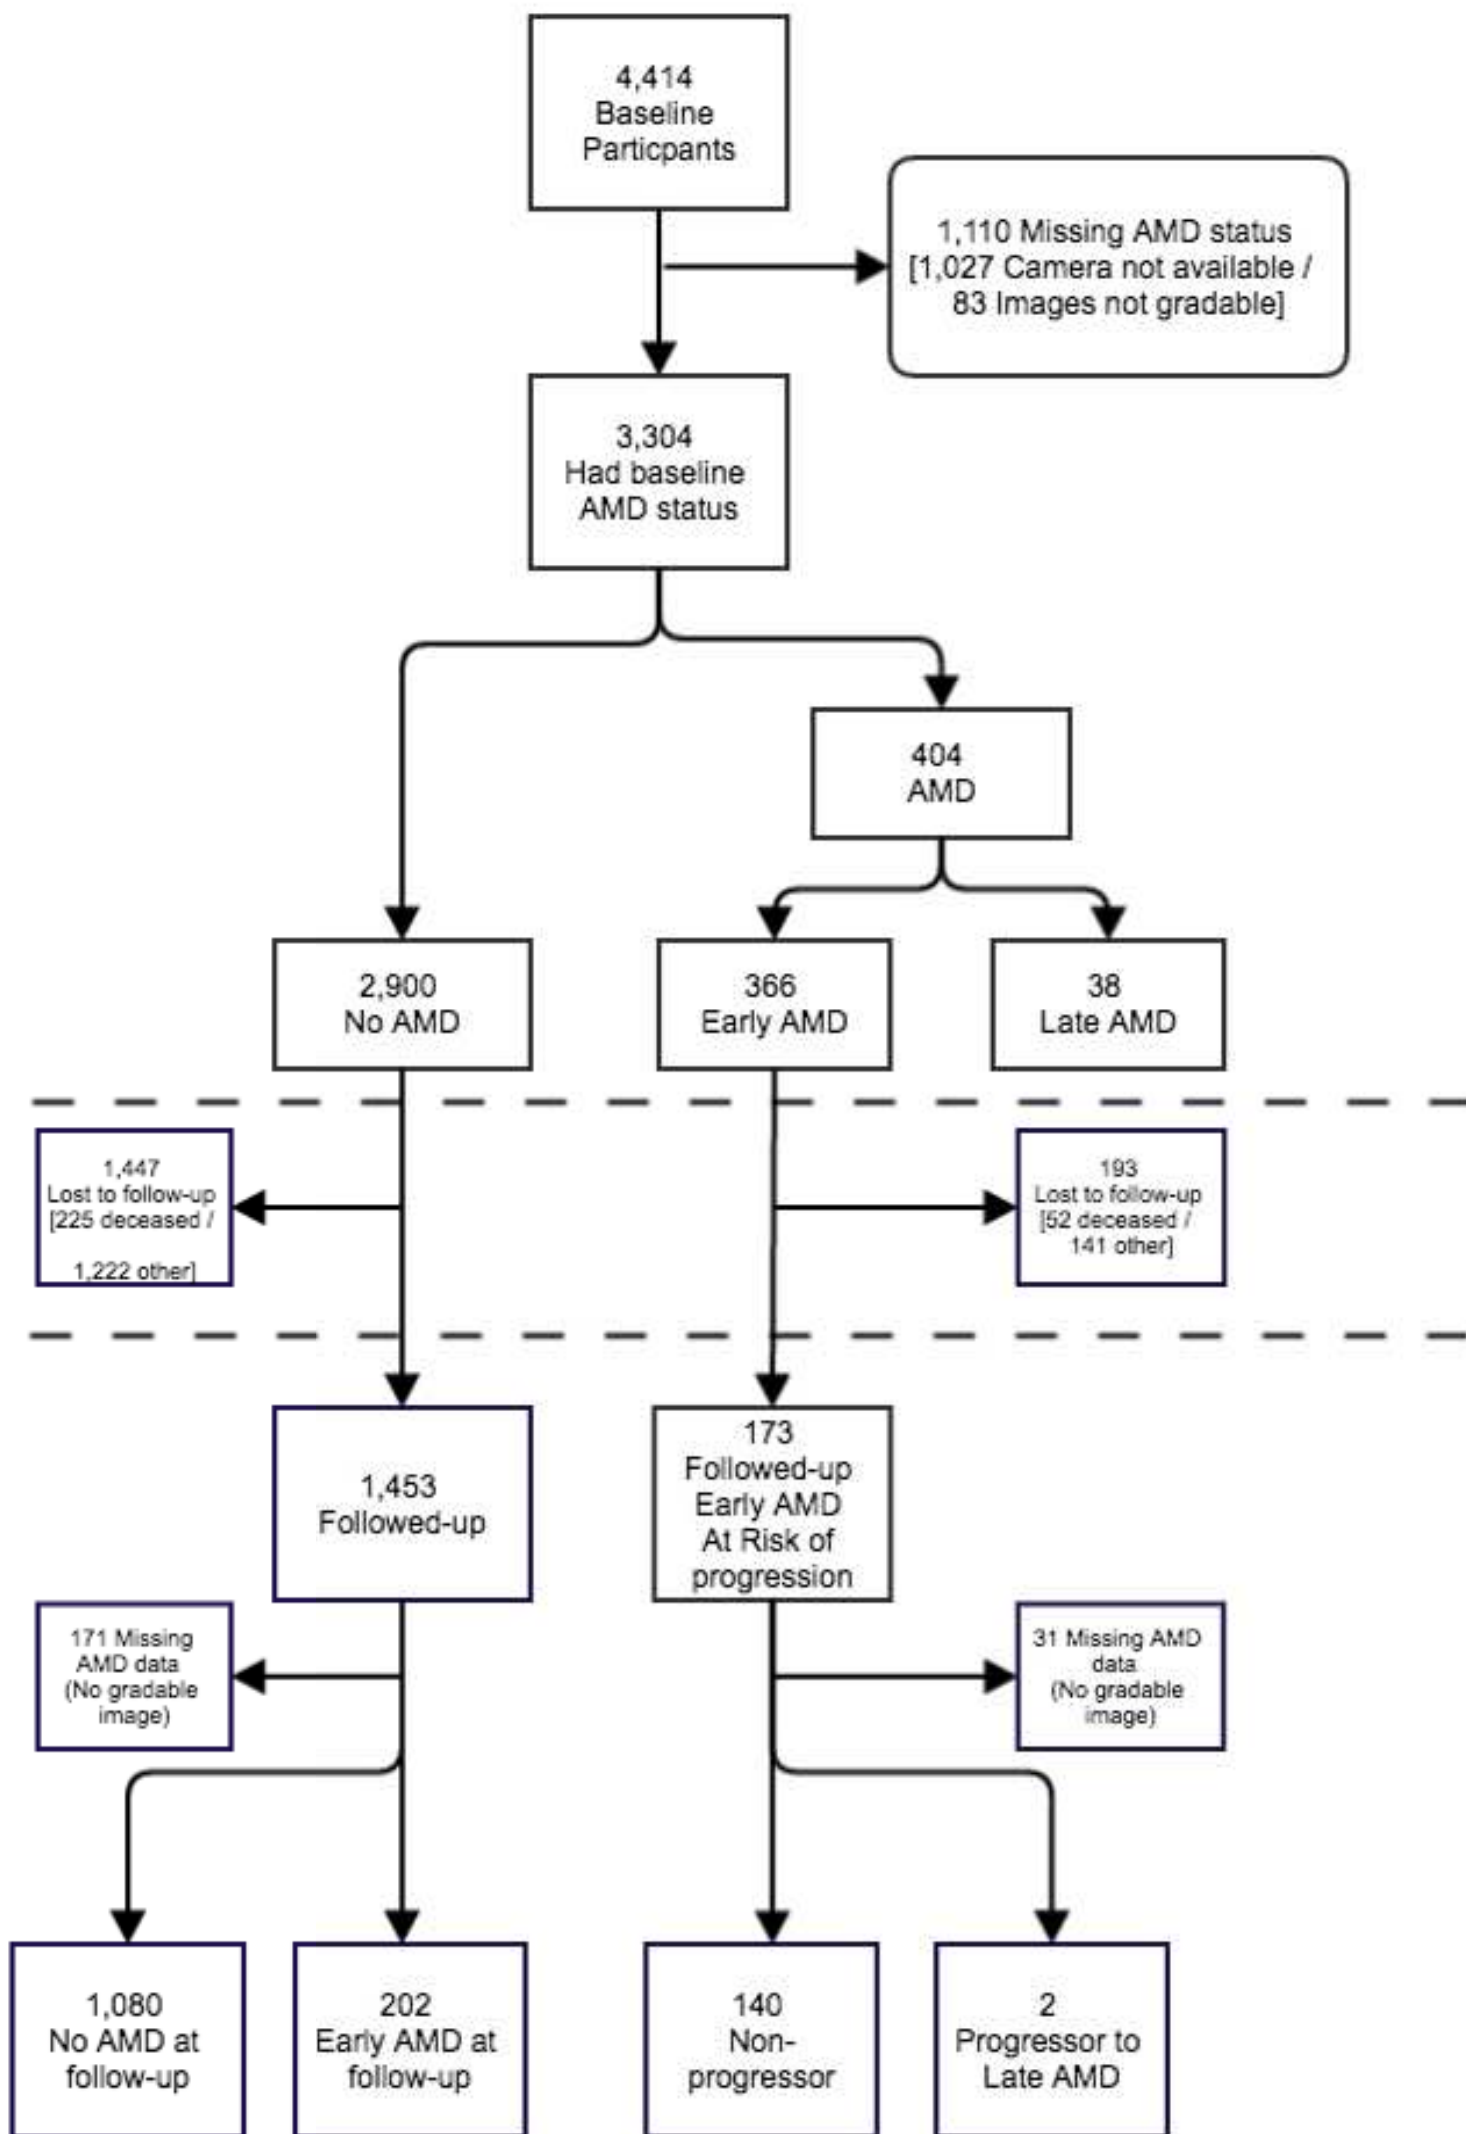 4,414
Baseline
Particpants
1,110 Missing AMD status
[1,027 Camera not available /
83 Images not gradable]
3,304
Had baseline
AMD status
404
AMD
2,900
No AMD
366
Early AMD
38
Late AMD
1,447
Lost to follow-up
[225 deceased /
1,222 other]
193
Lost to follow-up
[52 deceased /
141 other]
1,453
Followed-up
173
Followed-up
Early AMD
At Risk of
progression
171 Missing
AMD data
(No gradable
image)
31 Missing AMD
data
(No gradable
image)
1,080
No AMD at
follow-up
202
Early AMD at
follow-up
140
Non-
progressor
2
Progressor to
Late AMD